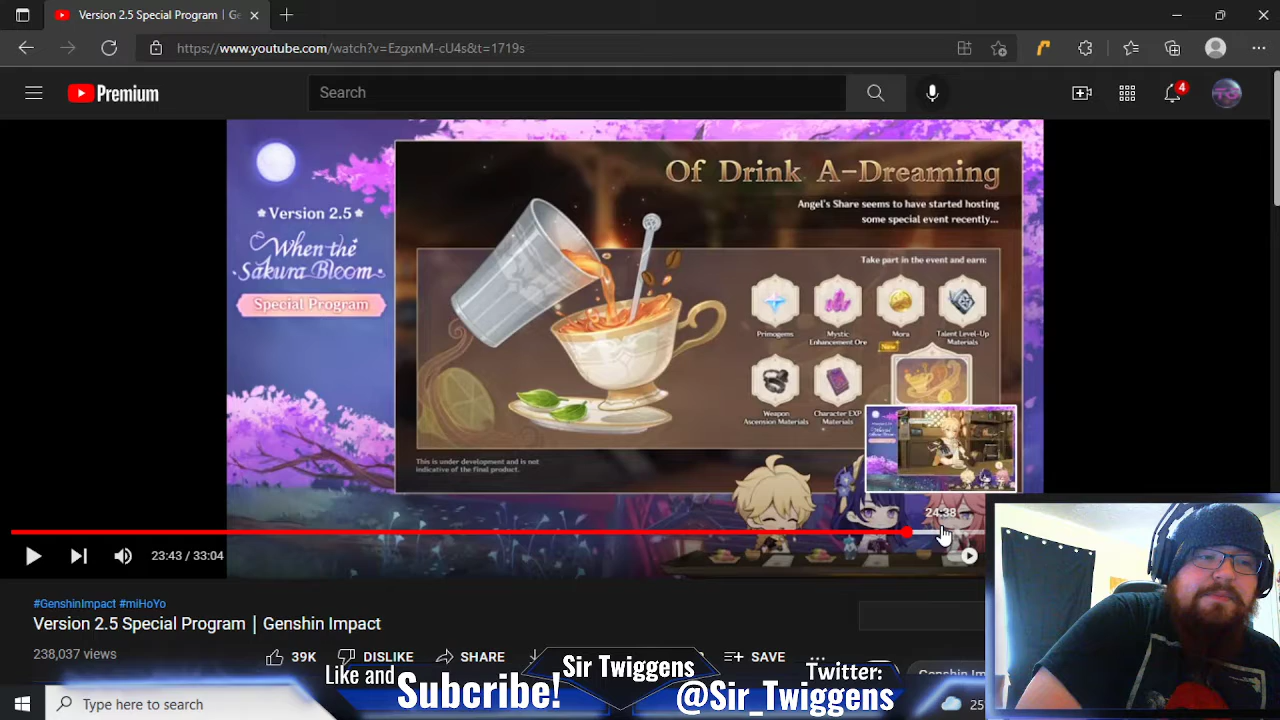 Version 2.5 Special Program | Ge
https://www.youtube.com/watch?v=EzgxnM-cU4s&t=1719s
Premium
Search
4
Version 2.5
When the
Sakura Bloom
Special Program
Of Drink A-Dreaming
Angel's Share seems to have started hosting
some special event recently...
Take part in the event and earn:
Primogems
Mystic
Enhancement Ore
Mora
Talent Level-Up
Materials
New
Weapon
Ascension Materials
Character EXP
Materials
This is under development and is not
indicative of the final product.
24:38
23:43 / 33:04
#GenshinImpact #miHoYo
Version 2.5 Special Program | Genshin Impact
238,037 views
39K
DISLIKE
SHARE
SAVE
Genshin Impact
Like and
Subcribe!
Sir Twiggens
Twitter:
@Sir_Twiggens
Type here to search
25